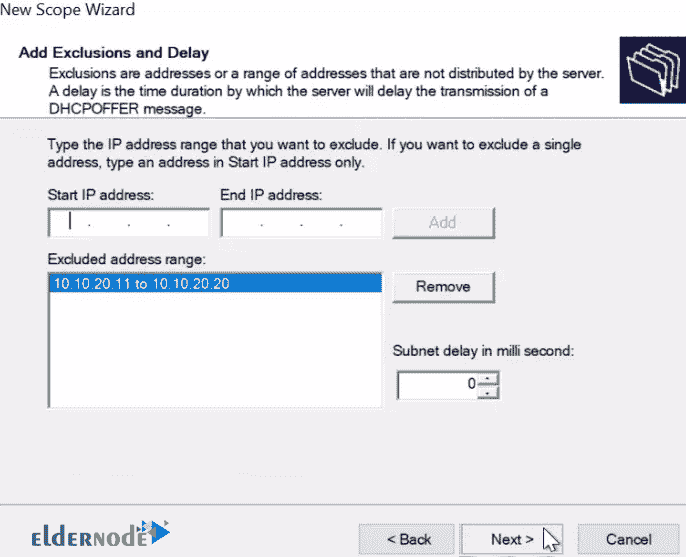 New Scope Wizard
Add Exclusions and Delay
Exclusions are addresses or a range of addresses that are not distributed by the server.
A delay is the time duration by which the server will delay the transmission of a
DHCPOFFER message.
Type the IP address range that you want to exclude. If you want to exclude a single
address, type an address in Start IP address only.
Start IP address:
End IP address:
. . .
. . .
Add
Excluded address range:
10.10.20.11 to 10.10.20.20
Remove
Subnet delay in milli second:
0
eldernode
< Back
Next >
Cancel